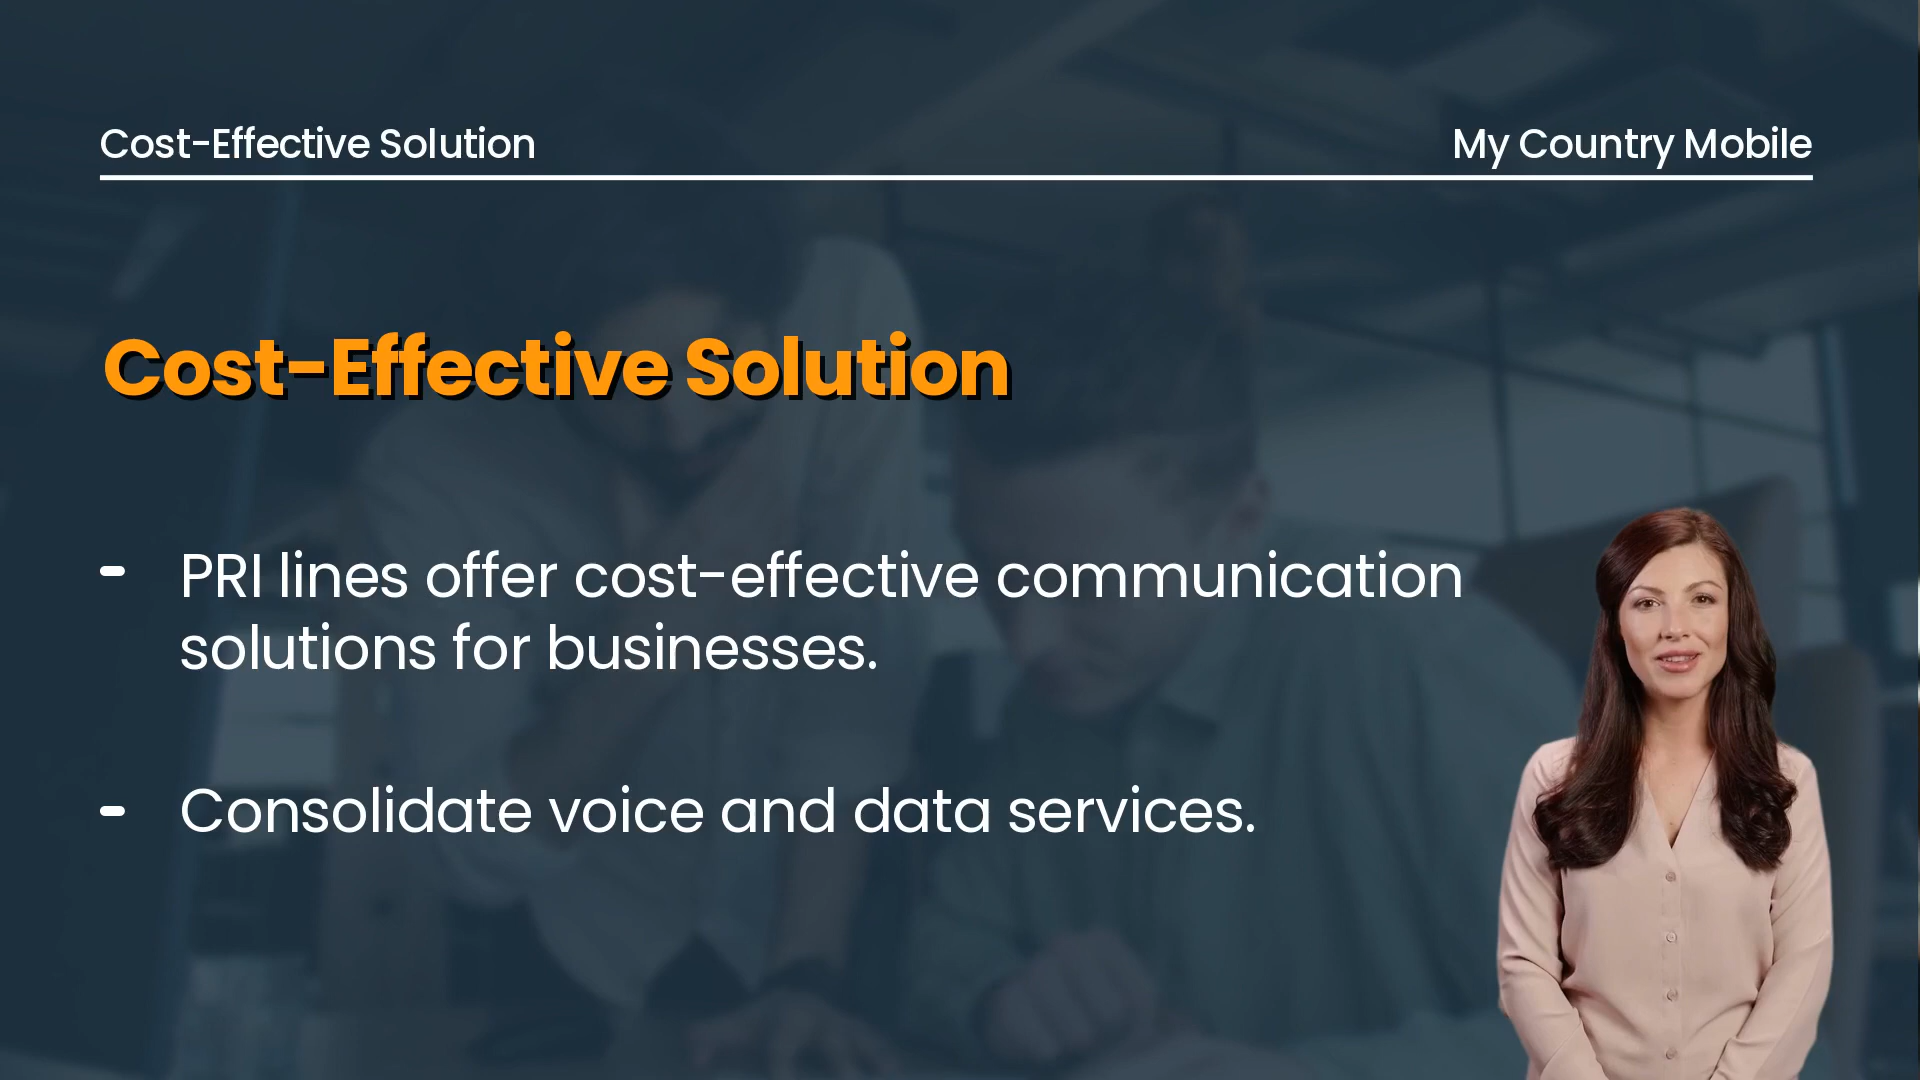 Cost-Effective Solution
My Country Mobile
Cost-Effective Solution
- PRI lines offer cost-effective communication
solutions for businesses.
- Consolidate voice and data services.